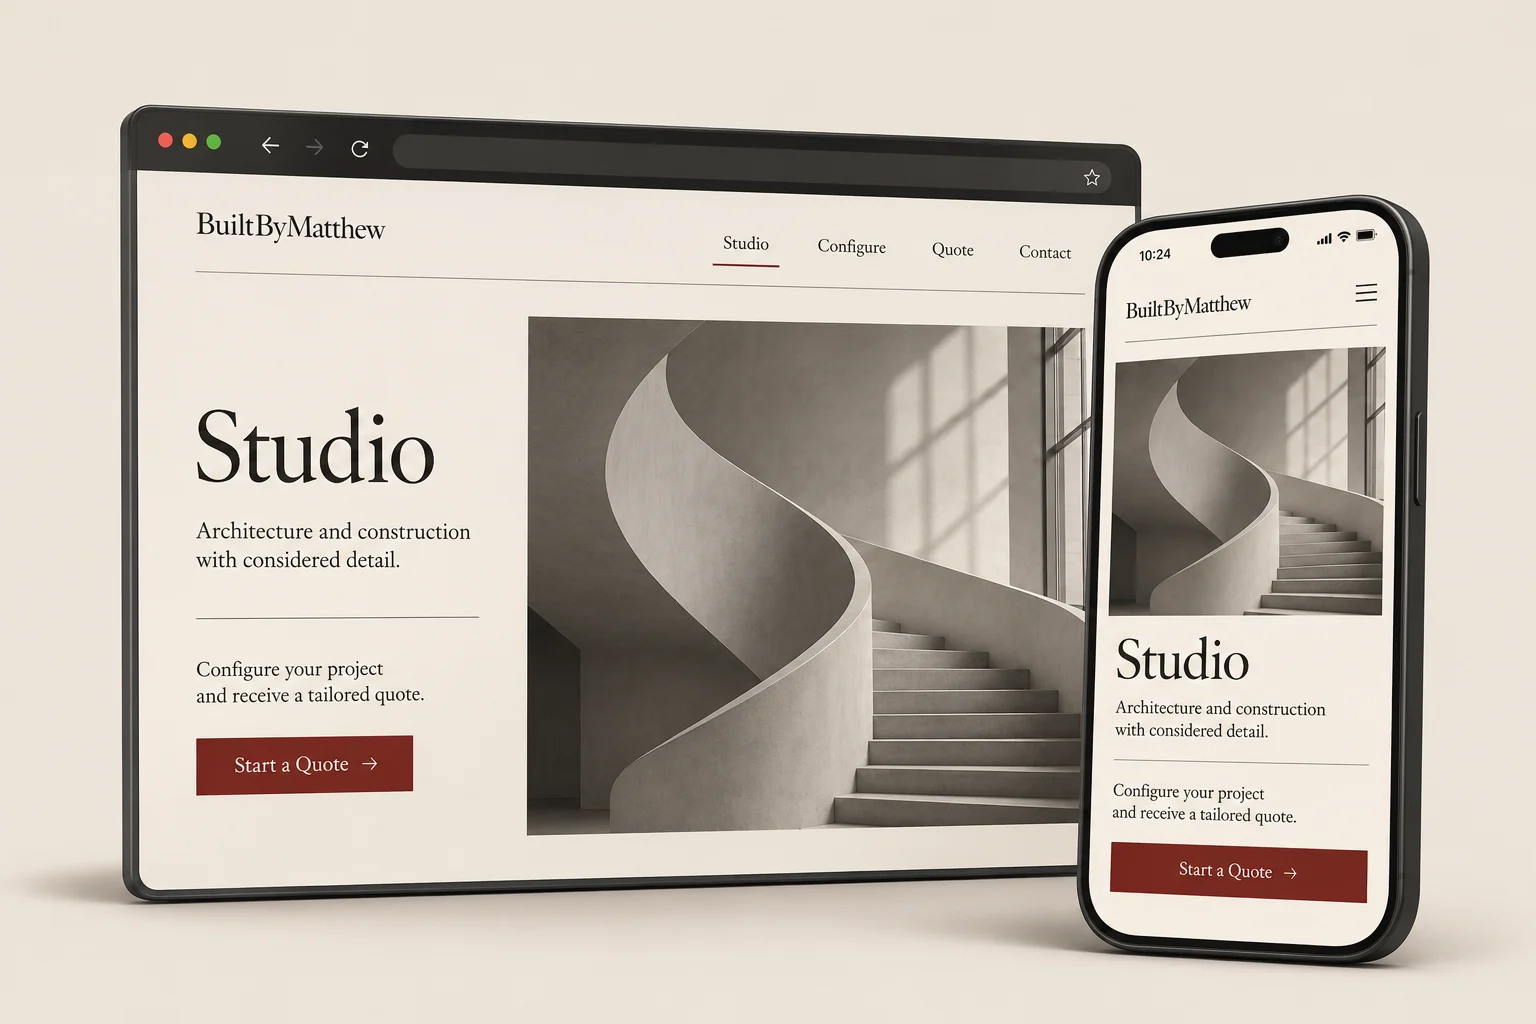 BuiltByMatthew
Studio
Configure
Quote
Contact
Studio
Architecture and construction
with considered detail.
Configure your project
and receive a tailored quote.
Start a Quote →
10:24
BuiltByMatthew
Studio
Architecture and construction
with considered detail.
Configure your project
and receive a tailored quote.
Start a Quote →